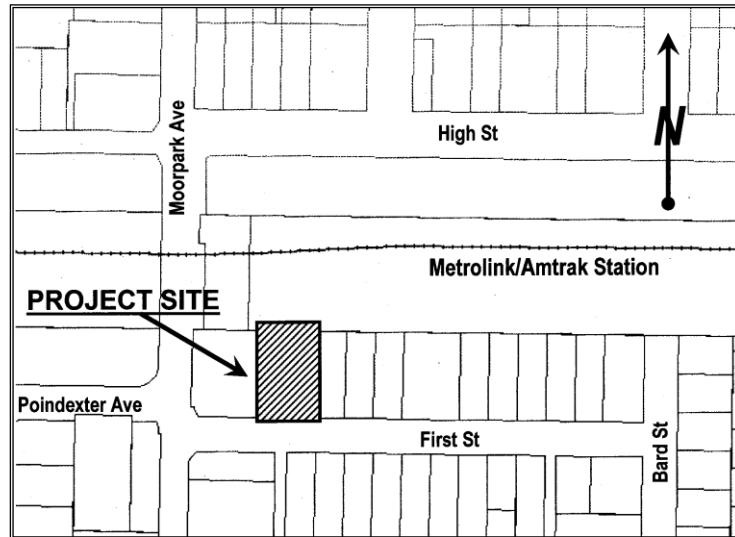 Moorpark Ave
High St
N
Metrolink/Amtrak Station
PROJECT SITE
Poindexter Ave
First St
Bard St